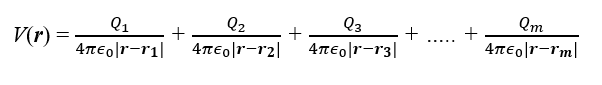 V(r) = Q₁/4πϵ₀|r−r₁| + Q₂/4πϵ₀|r−r₂| + Q₃/4πϵ₀|r−r₃| + ..... + Qₘ/4πϵ₀|r−rₘ|